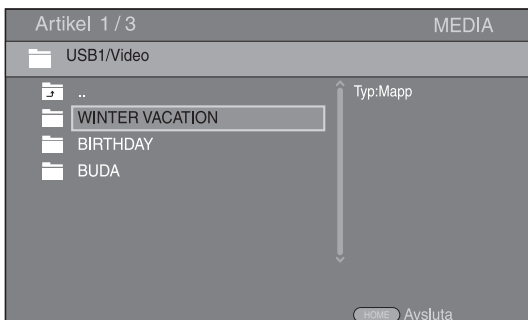 Artikel 1 / 3 MEDIA
USB1/Video
..
Typ:Mapp
WINTER VACATION
BIRTHDAY
BUDA
HOME Avsluta